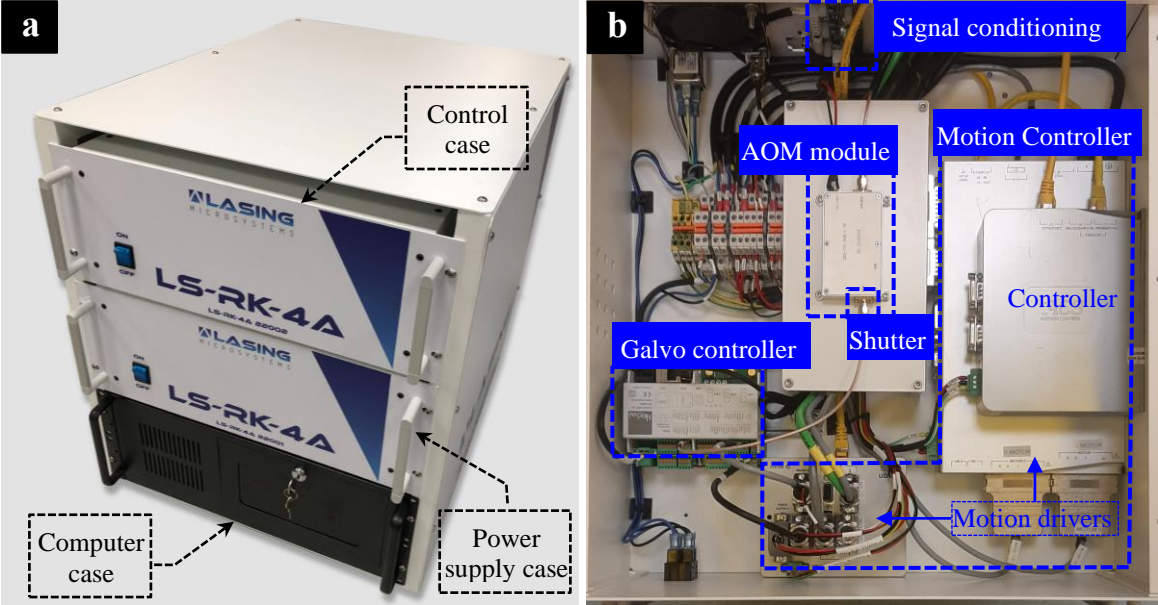 a
Control
case
ALASING
MICROSYSTEMS
ON
OFF
LS-RK-4A
LS-RK-4A 22002
ALASING
MICROSYSTEMS
ON
OFF
LS-RK-4A
LS-RK-4A 22001
Computer
case
Power
supply case
b
Signal conditioning
AOM module
Motion Controller
Controller
Shutter
Galvo controller
Motion drivers